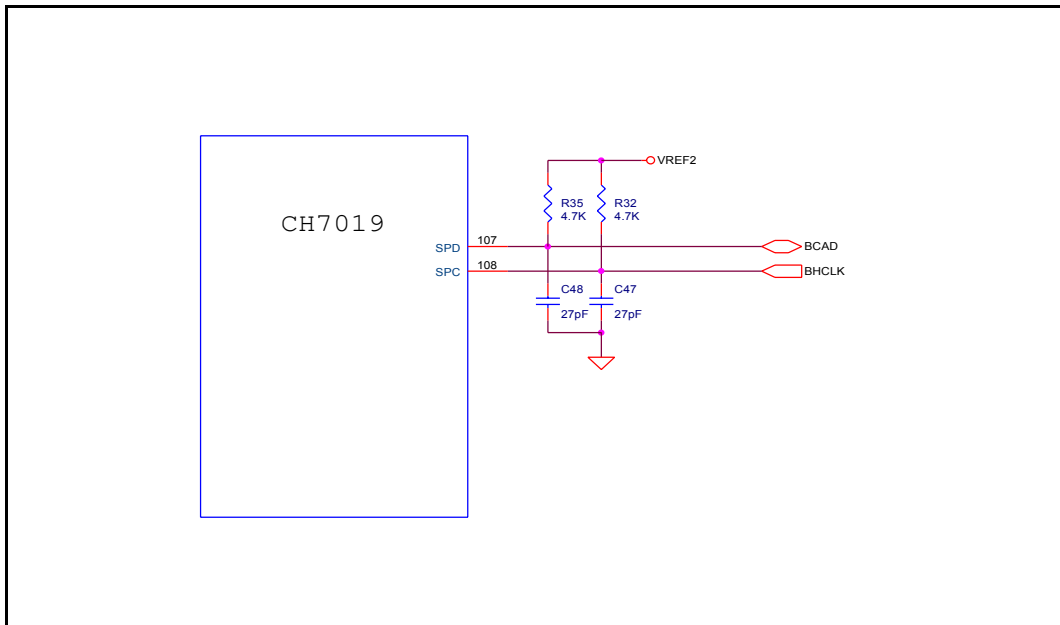 VREF2
R35
4.7K
R32
4.7K
CH7019
SPD
107
BCAD
SPC
108
BHCLK
C48
27pF
C47
27pF